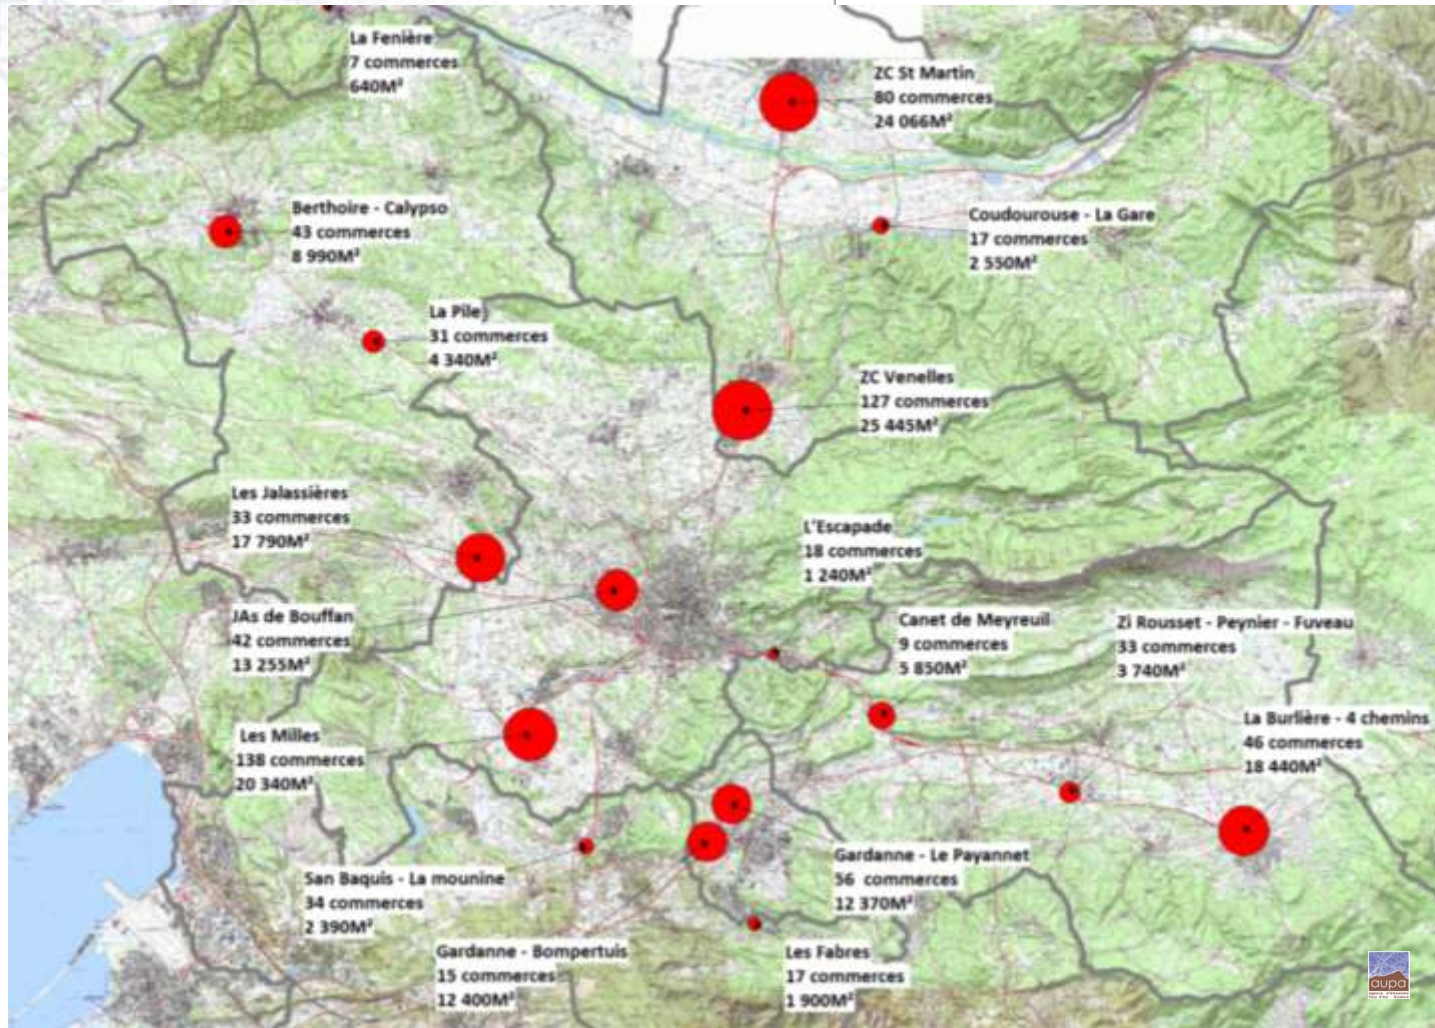 La Fenière
7 commerces
640M²
ZC St Martin
80 commerces
24 066M²
Berthoire - Calypso
43 commerces
8 990M²
Coudourouse - La Gare
17 commerces
2 550M²
La Pile
31 commerces
4 340M²
ZC Venelles
127 commerces
25 445M²
Les Jalassières
33 commerces
17 790M²
L'Escapade
18 commerces
1 240M²
JAs de Bouffan
42 commerces
13 255M²
Canet de Meyreuil
9 commerces
5 850M²
Zi Rousset - Peynier - Fuveau
33 commerces
3 740M²
Les Milles
138 commerces
20 340M²
La Burlière - 4 chemins
46 commerces
18 440M²
San Baquis - La mounine
34 commerces
2 390M²
Gardanne - Le Payannet
56 commerces
12 370M²
Gardanne - Bompertuis
15 commerces
12 400M²
Les Fabres
17 commerces
1 900M²
aupa